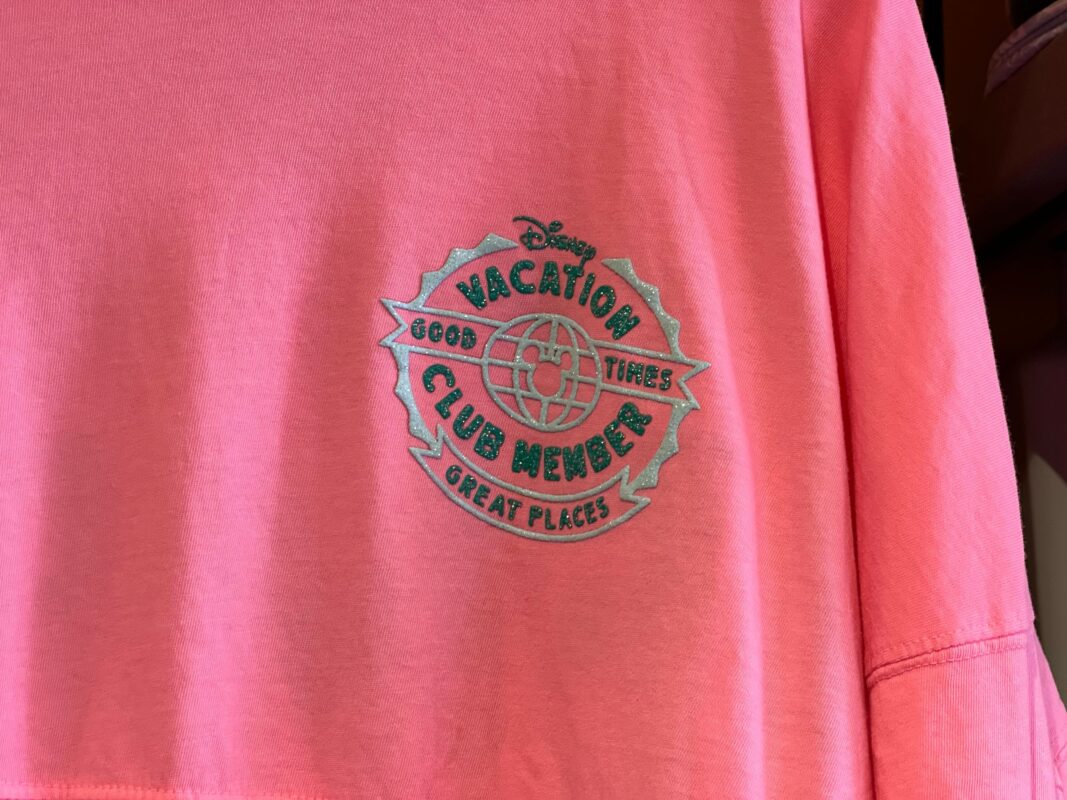 Disney
VACATION
GOOD TIMES
CLUB MEMBER
GREAT PLACES